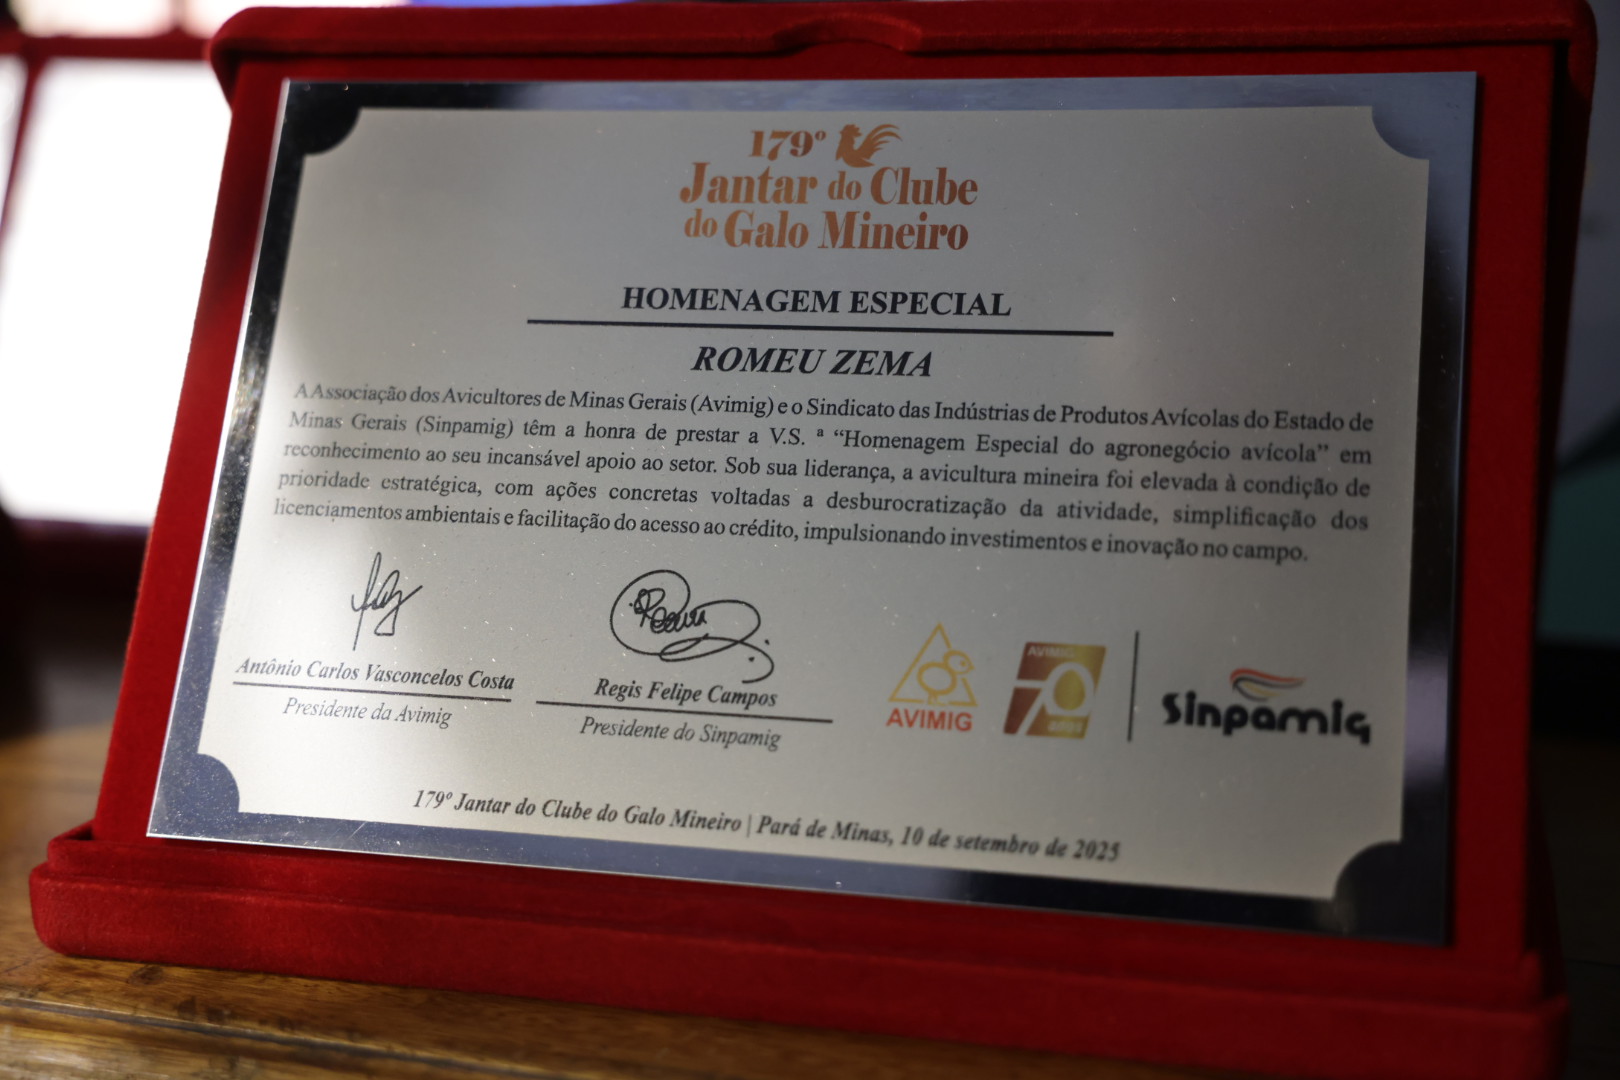 179º
Jantar do Clube
do Galo Mineiro
HOMENAGEM ESPECIAL
ROMEU ZEMA
A Associação dos Avicultores de Minas Gerais (Avimig) e o Sindicato das Indústrias de Produtos Avícolas do Estado de
Minas Gerais (Sinpamig) têm a honra de prestar a V.S. ª “Homenagem Especial do agronegócio avícola” em
reconhecimento ao seu incansável apoio ao setor. Sob sua liderança, a avicultura mineira foi elevada à condição de
prioridade estratégica, com ações concretas voltadas a desburocratização da atividade, simplificação dos
licenciamentos ambientais e facilitação do acesso ao crédito, impulsionando investimentos e inovação no campo.
Antônio Carlos Vasconcelos Costa
Presidente da Avimig
Regis Felipe Campos
Presidente do Sinpamig
AVIMIG
AVIMIG
70
anos
sinpamig
179º Jantar do Clube do Galo Mineiro | Pará de Minas, 10 de setembro de 2025